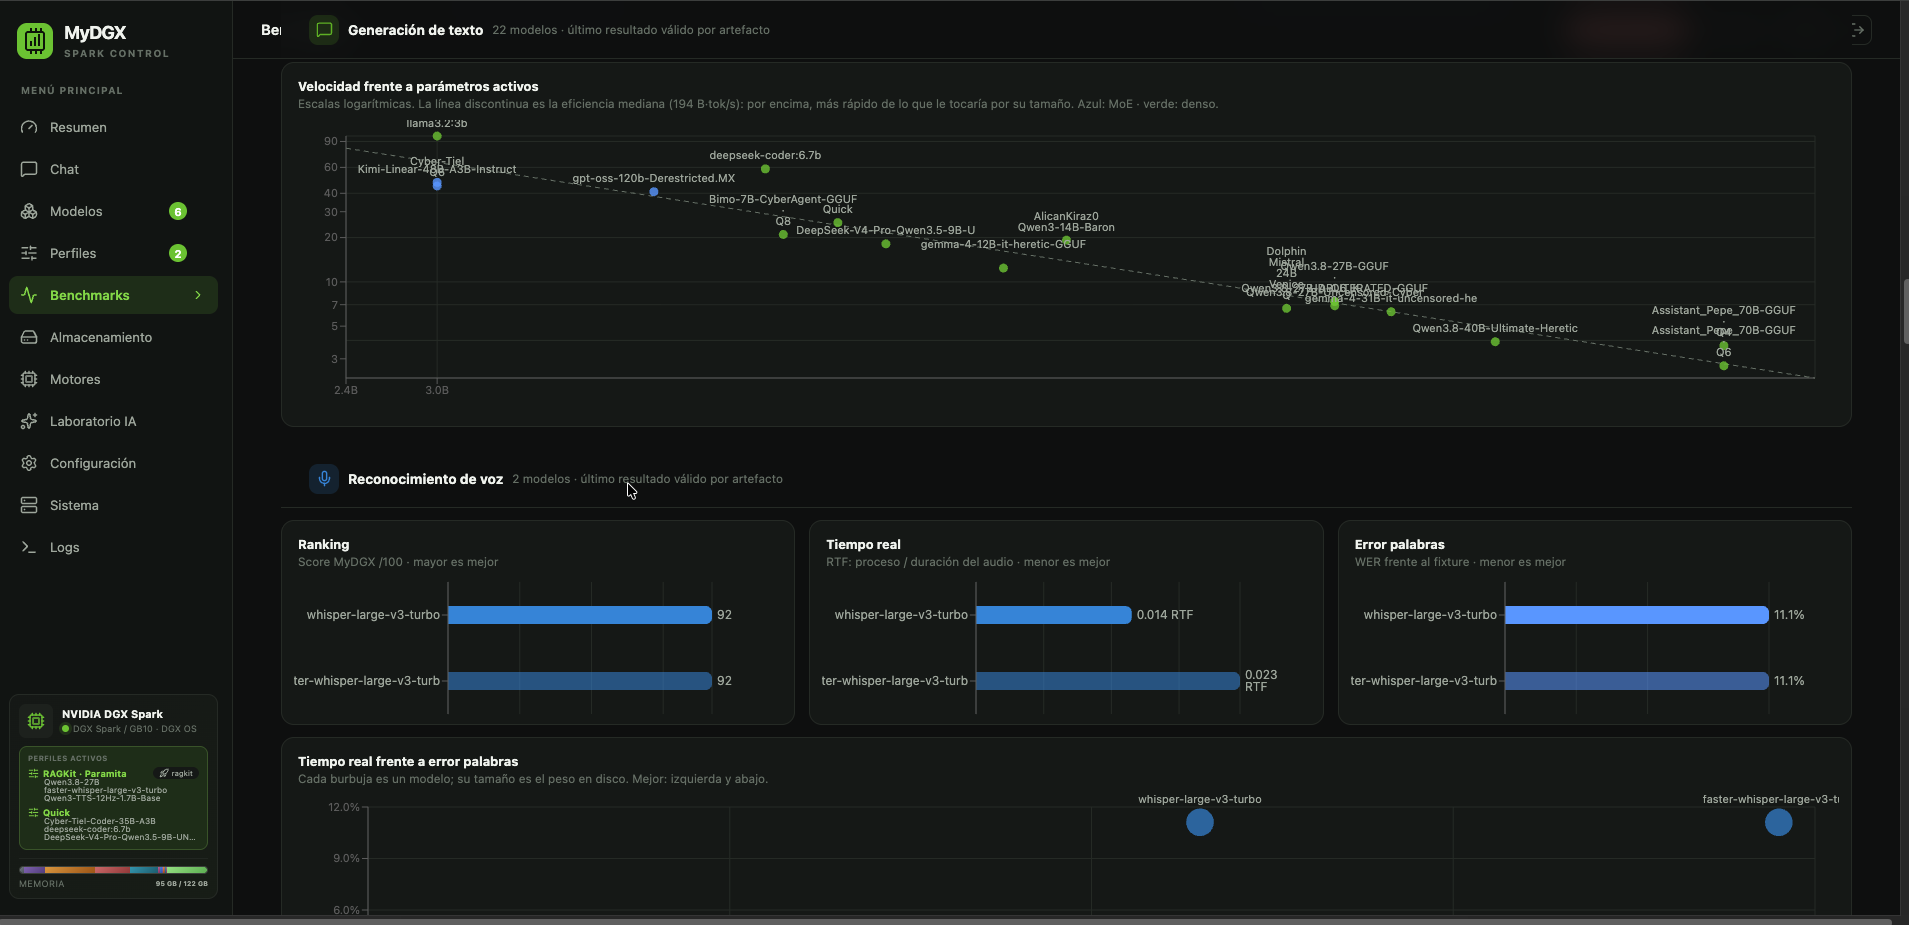 MyDGX
SPARK CONTROL
MENÚ PRINCIPAL
Resumen
Chat
Modelos 6
Perfiles 2
Benchmarks
Almacenamiento
Motores
Laboratorio IA
Configuración
Sistema
Logs
NVIDIA DGX Spark
DGX Spark / GB10 · DGX OS
PERFILES ACTIVOS
RAGKit · Paramita ragkit
Qwen3.8-27B
faster-whisper-large-v3-turbo
Qwen3-TTS-12Hz-1.7B-Base
Quick
Cyber-Tiel-Coder-35B-A3B
deepseek-coder:6.7b
DeepSeek-V4-Pro-Qwen3.5-9B-UN...
MEMORIA 95 GB / 122 GB
Ber
Generación de texto 22 modelos · último resultado válido por artefacto
Velocidad frente a parámetros activos
Escalas logarítmicas. La línea discontinua es la eficiencia mediana (194 B·tok/s): por encima, más rápido de lo que le tocaría por su tamaño. Azul: MoE · verde: denso.
90
60
40
30
20
10
7
5
3
2.4B
3.0B
llama3.2:3b
Cyber-Tiel
Kimi-Linear-48B-A3B-Instruct
Q6
gpt-oss-120b-Derestricted.MX
deepseek-coder:6.7b
Bimo-7B-CyberAgent-GGUF
Q8
Quick
DeepSeek-V4-Pro-Qwen3.5-9B-U
gemma-4-12B-it-heretic-GGUF
AlicanKiraz0
Qwen3-14B-Baron
Dolphin
Mistral
24B
Venice
Qwen3.8-27B-GGUF
gemma-4-31B-it-uncensored-he
Qwen3.8-40B-Ultimate-Heretic
Assistant_Pepe_70B-GGUF
Assistant_Pepe_70B-GGUF
Q6
Reconocimiento de voz 2 modelos · último resultado válido por artefacto
Ranking
Score MyDGX /100 · mayor es mejor
whisper-large-v3-turbo 92
ter-whisper-large-v3-turb 92
Tiempo real
RTF: proceso / duración del audio · menor es mejor
whisper-large-v3-turbo 0.014 RTF
ter-whisper-large-v3-turb 0.023
RTF
Error palabras
WER frente al fixture · menor es mejor
whisper-large-v3-turbo 11.1%
ter-whisper-large-v3-turb 11.1%
Tiempo real frente a error palabras
Cada burbuja es un modelo; su tamaño es el peso en disco. Mejor: izquierda y abajo.
12.0%
9.0%
6.0%
whisper-large-v3-turbo
faster-whisper-large-v3-t